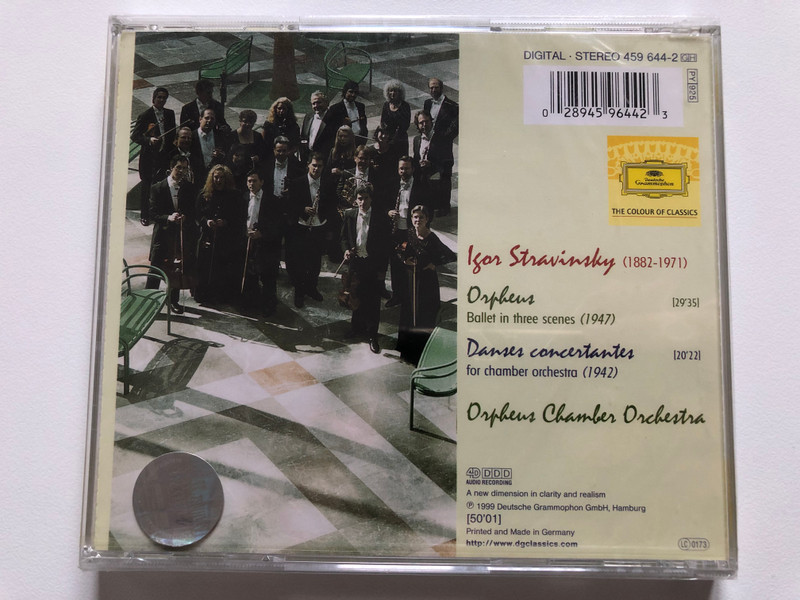 DIGITAL · STEREO 459 644-2 GH
PY 925
0 28945 96442 3
Deutsche
Grammophon
THE COLOUR OF CLASSICS
Igor Stravinsky (1882-1971)
Orpheus [29'35]
Ballet in three scenes (1947)
Danses concertantes [20'22]
for chamber orchestra (1942)
Orpheus Chamber Orchestra
4D DDD
AUDIO RECORDING
A new dimension in clarity and realism
℗ 1999 Deutsche Grammophon GmbH, Hamburg
[50'01]
Printed and Made in Germany
http://www.dgclassics.com
LC 0173